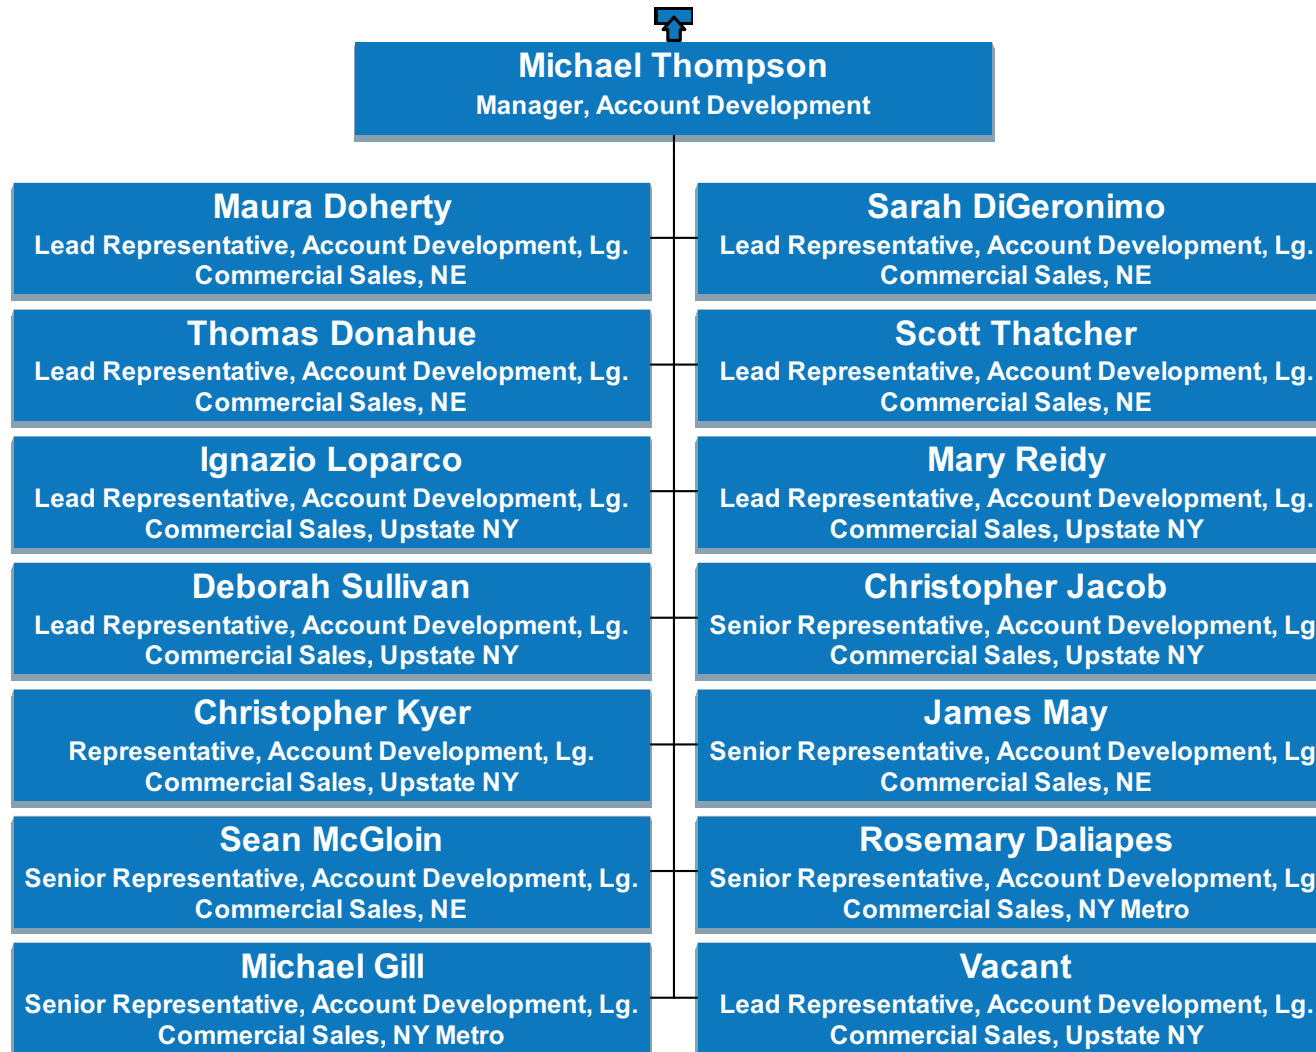 Michael Thompson
Manager, Account Development
Maura Doherty
Lead Representative, Account Development, Lg.
Commercial Sales, NE
Sarah DiGeronimo
Lead Representative, Account Development, Lg.
Commercial Sales, NE
Thomas Donahue
Lead Representative, Account Development, Lg.
Commercial Sales, NE
Scott Thatcher
Lead Representative, Account Development, Lg.
Commercial Sales, NE
Ignazio Loparco
Lead Representative, Account Development, Lg.
Commercial Sales, Upstate NY
Mary Reidy
Lead Representative, Account Development, Lg.
Commercial Sales, Upstate NY
Deborah Sullivan
Lead Representative, Account Development, Lg.
Commercial Sales, Upstate NY
Christopher Jacob
Senior Representative, Account Development, Lg
Commercial Sales, Upstate NY
Christopher Kyer
Representative, Account Development, Lg.
Commercial Sales, Upstate NY
James May
Senior Representative, Account Development, Lg
Commercial Sales, NE
Sean McGloin
Senior Representative, Account Development, Lg.
Commercial Sales, NE
Rosemary Daliapes
Senior Representative, Account Development, Lg
Commercial Sales, NY Metro
Michael Gill
Senior Representative, Account Development, Lg.
Commercial Sales, NY Metro
Vacant
Lead Representative, Account Development, Lg.
Commercial Sales, Upstate NY